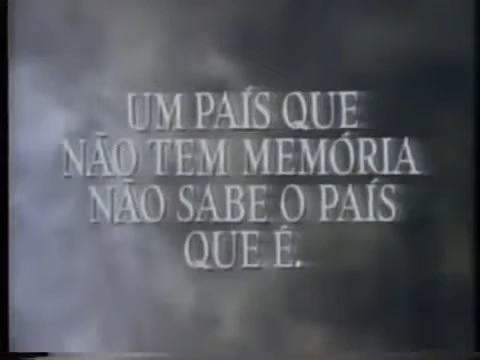 UM PAÍS QUE
NÃO TEM MEMÓRIA
NÃO SABE O PAÍS
QUE É.